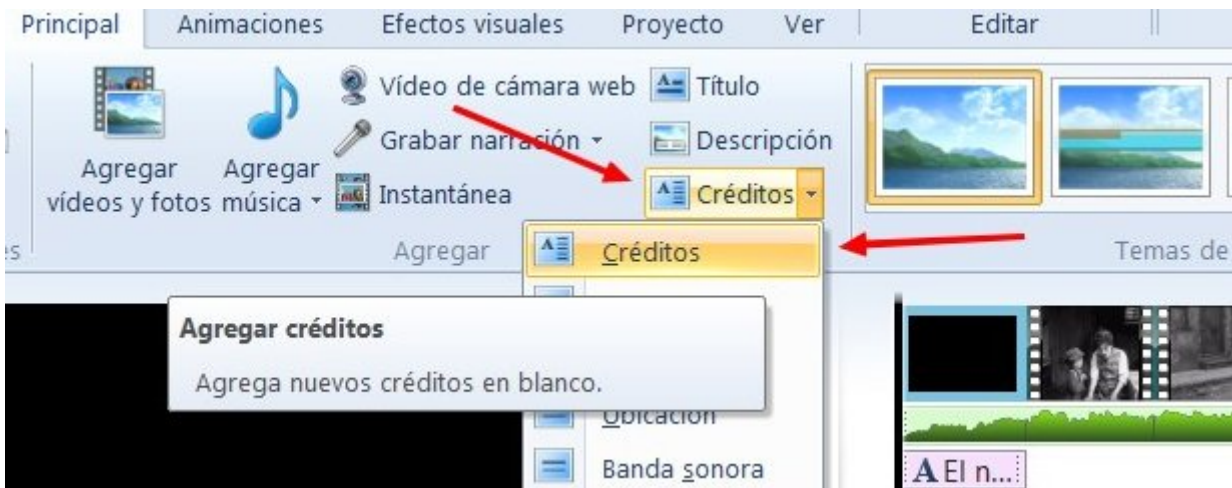 Principal Animaciones Efectos visuales Proyecto Ver Editar
Vídeo de cámara web Título
Grabar narración Descripción
Agregar vídeos y fotos
Agregar música
Instantánea Créditos
es Agregar Temas de
Créditos
Agregar créditos
Agrega nuevos créditos en blanco.
Ubicación
Banda sonora
A El n...